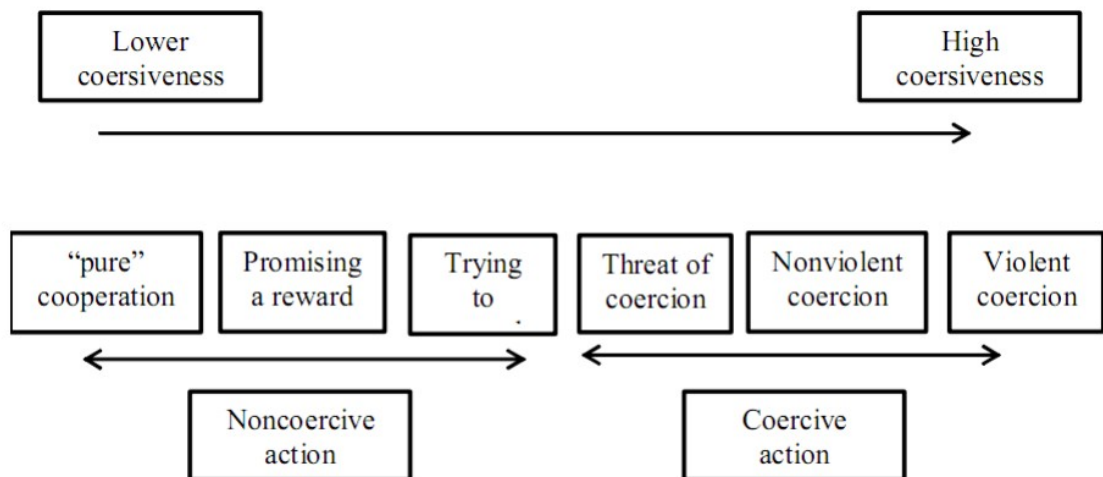 Lower
coersiveness
High
coersiveness
“pure”
cooperation
Promising
a reward
Trying
to
Threat of
coercion
Nonviolent
coercion
Violent
coercion
Noncoercive
action
Coercive
action